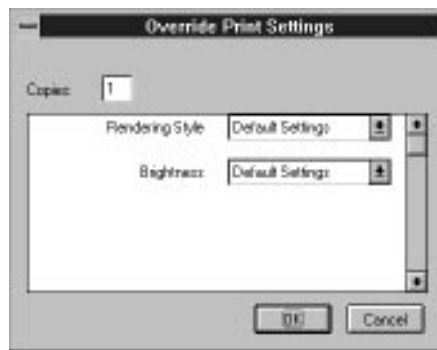 Override Print Settings
Copies: 1
Rendering Style Default Settings
Brightness Default Settings
OK Cancel